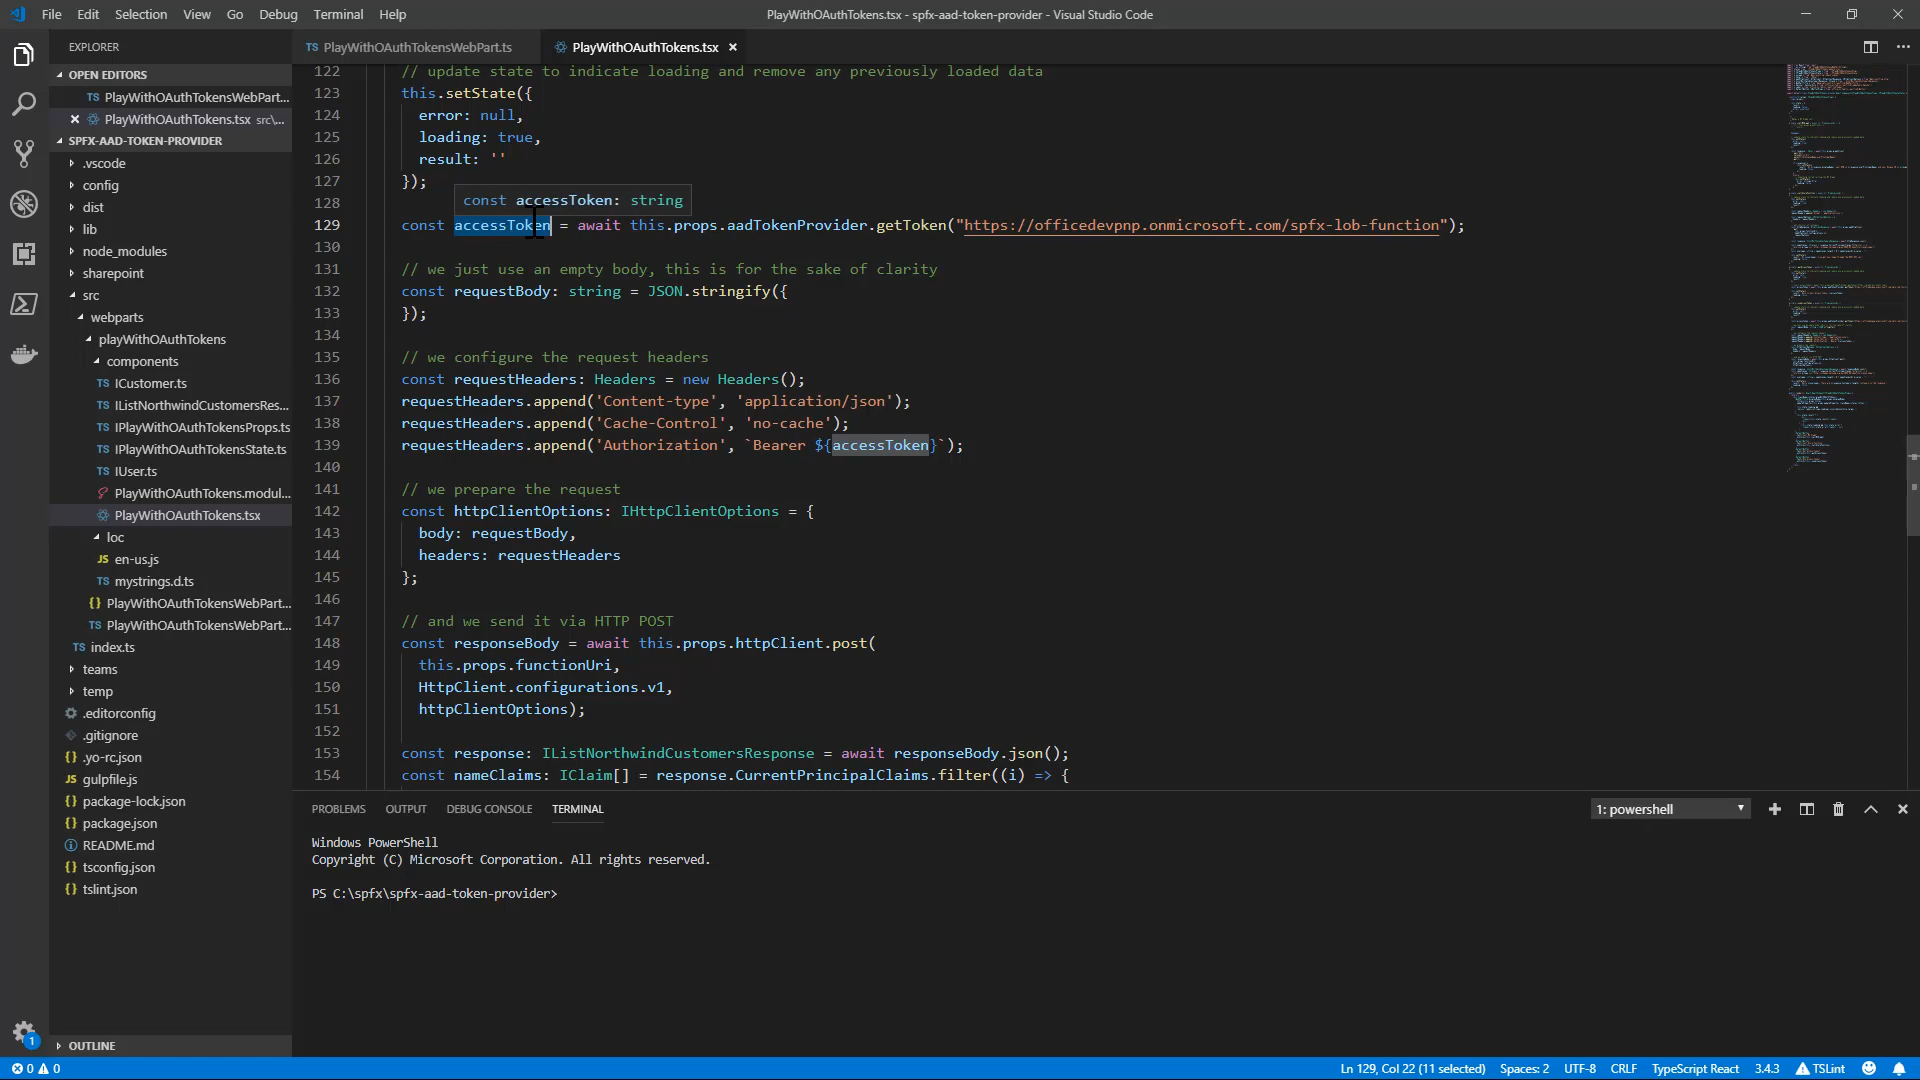 File Edit Selection View Go Debug Terminal Help
PlayWithOAuthTokens.tsx - spfx-aad-token-provider - Visual Studio Code
EXPLORER
OPEN EDITORS
TS PlayWithOAuthTokensWebPart...
PlayWithOAuthTokens.tsx src\...
SPFX-AAD-TOKEN-PROVIDER
.vscode
config
dist
lib
node_modules
sharepoint
src
webparts
playWithOAuthTokens
components
TS ICustomer.ts
TS IListNorthwindCustomersRes...
TS IPlayWithOAuthTokensProps.ts
TS IPlayWithOAuthTokensState.ts
TS IUser.ts
PlayWithOAuthTokens.modul...
PlayWithOAuthTokens.tsx
loc
JS en-us.js
TS mystrings.d.ts
{} PlayWithOAuthTokensWebPart...
TS PlayWithOAuthTokensWebPart...
TS index.ts
teams
temp
.editorconfig
.gitignore
{} .yo-rc.json
JS gulpfile.js
{} package-lock.json
{} package.json
README.md
{} tsconfig.json
{} tslint.json
OUTLINE
1
TS PlayWithOAuthTokensWebPart.ts
PlayWithOAuthTokens.tsx
122 // update state to indicate loading and remove any previously loaded data
123 this.setState({
124 error: null,
125 loading: true,
126 result: ''
127 });
128
const accessToken: string
129 const accessToken = await this.props.aadTokenProvider.getToken("https://officedevpnp.onmicrosoft.com/spfx-lob-function");
130
131 // we just use an empty body, this is for the sake of clarity
132 const requestBody: string = JSON.stringify({
133 });
134
135 // we configure the request headers
136 const requestHeaders: Headers = new Headers();
137 requestHeaders.append('Content-type', 'application/json');
138 requestHeaders.append('Cache-Control', 'no-cache');
139 requestHeaders.append('Authorization', `Bearer ${accessToken}`);
140
141 // we prepare the request
142 const httpClientOptions: IHttpClientOptions = {
143 body: requestBody,
144 headers: requestHeaders
145 };
146
147 // and we send it via HTTP POST
148 const responseBody = await this.props.httpClient.post(
149 this.props.functionUri,
150 HttpClient.configurations.v1,
151 httpClientOptions);
152
153 const response: IListNorthwindCustomersResponse = await responseBody.json();
154 const nameClaims: IClaim[] = response.CurrentPrincipalClaims.filter((i) => {
PROBLEMS OUTPUT DEBUG CONSOLE TERMINAL
1: powershell
Windows PowerShell
Copyright (C) Microsoft Corporation. All rights reserved.
PS C:\spfx\spfx-aad-token-provider>
0 0
Ln 129, Col 22 (11 selected) Spaces: 2 UTF-8 CRLF TypeScript React 3.4.3 TSLint